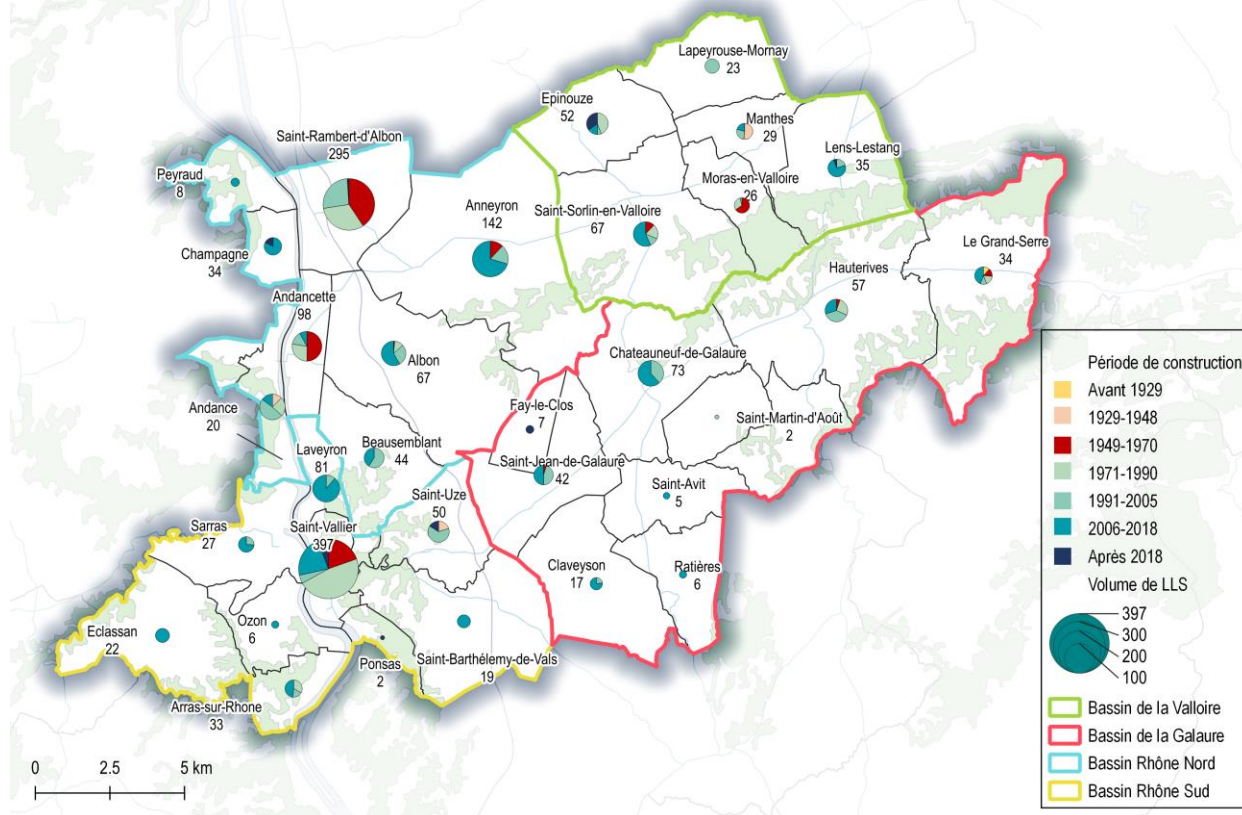 Lapeyrouse-Mornay
23
Epinouze
52
Manthes
29
Saint-Rambert-d'Albon
295
Lens-Lestang
35
Peyraud
8
Moras-en-Valloire
26
Anneyron
142
Saint-Sorlin-en-Valloire
67
Le Grand-Serre
34
Champagne
34
Hauterives
57
Andancette
98
Albon
67
Chateauneuf-de-Galaure
73
Fay-le-Clos
7
Saint-Martin-d'Août
2
Andance
20
Laveyron
81
Beausemblant
44
Saint-Jean-de-Galaure
42
Saint-Avit
5
Saint-Uze
50
Sarras
27
Saint-Vallier
397
Claveyson
17
Ratières
6
Ozon
6
Eclassan
22
Ponsas
2
Saint-Barthélemy-de-Vals
19
Arras-sur-Rhone
33
0 2.5 5 km
Période de construction
Avant 1929
1929-1948
1949-1970
1971-1990
1991-2005
2006-2018
Après 2018
Volume de LLS
397
300
200
100
Bassin de la Valloire
Bassin de la Galaure
Bassin Rhône Nord
Bassin Rhône Sud